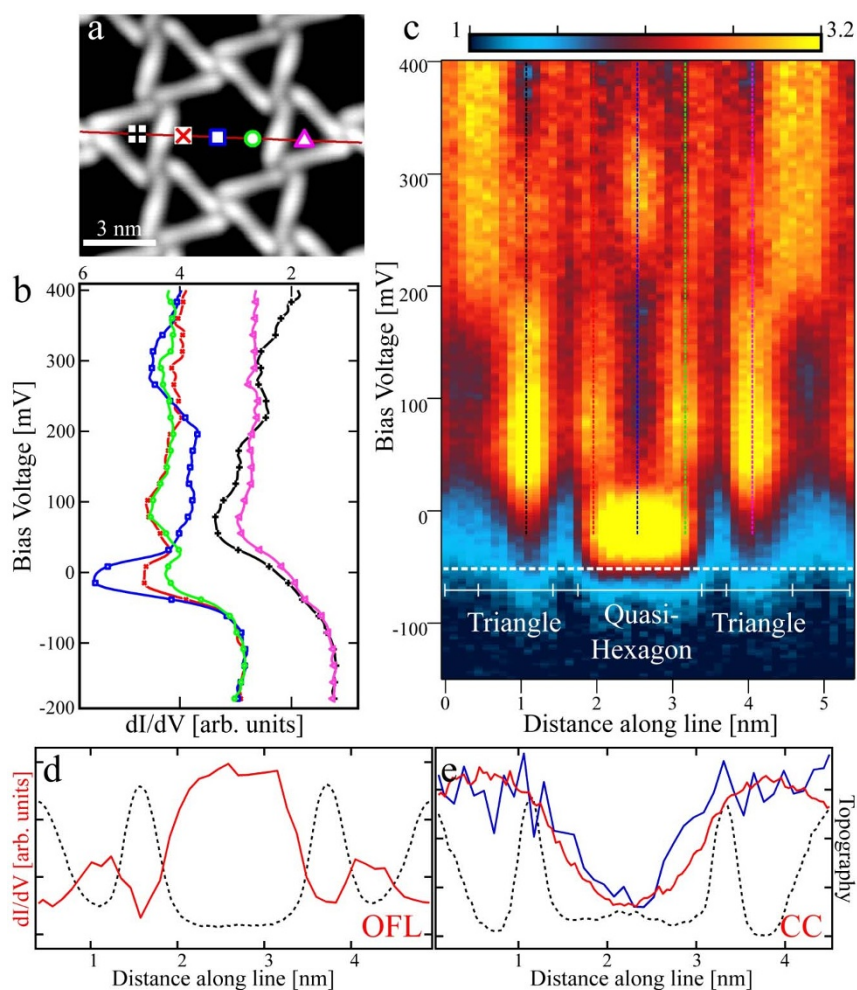 a
3 nm
b
6 4 2
400
300
200
100
0
-100
-200
Bias Voltage [mV]
dI/dV [arb. units]
c
1 3.2
400
300
200
100
0
-100
Bias Voltage [mV]
Triangle Quasi-Hexagon Triangle
0 1 2 3 4 5
Distance along line [nm]
d
dI/dV [arb. units]
OFL
1 2 3 4
Distance along line [nm]
e
Topography
CC
0 1 2 3 4
Distance along line [nm]